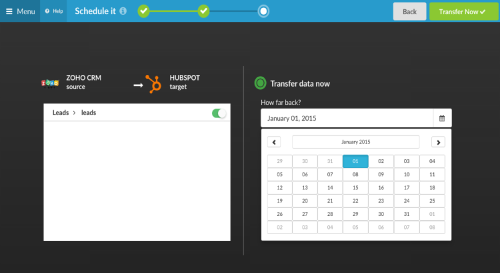 Menu
Help
Schedule it
Back
Transfer Now
ZOHO CRM
source
HUBSPOT
target
Transfer data now
How far back?
January 01, 2015
Leads > leads
January 2015
29 30 31 01 02 03 04
05 06 07 08 09 10 11
12 13 14 15 16 17 18
19 20 21 22 23 24 25
26 27 28 29 30 31 01
02 03 04 05 06 07 08